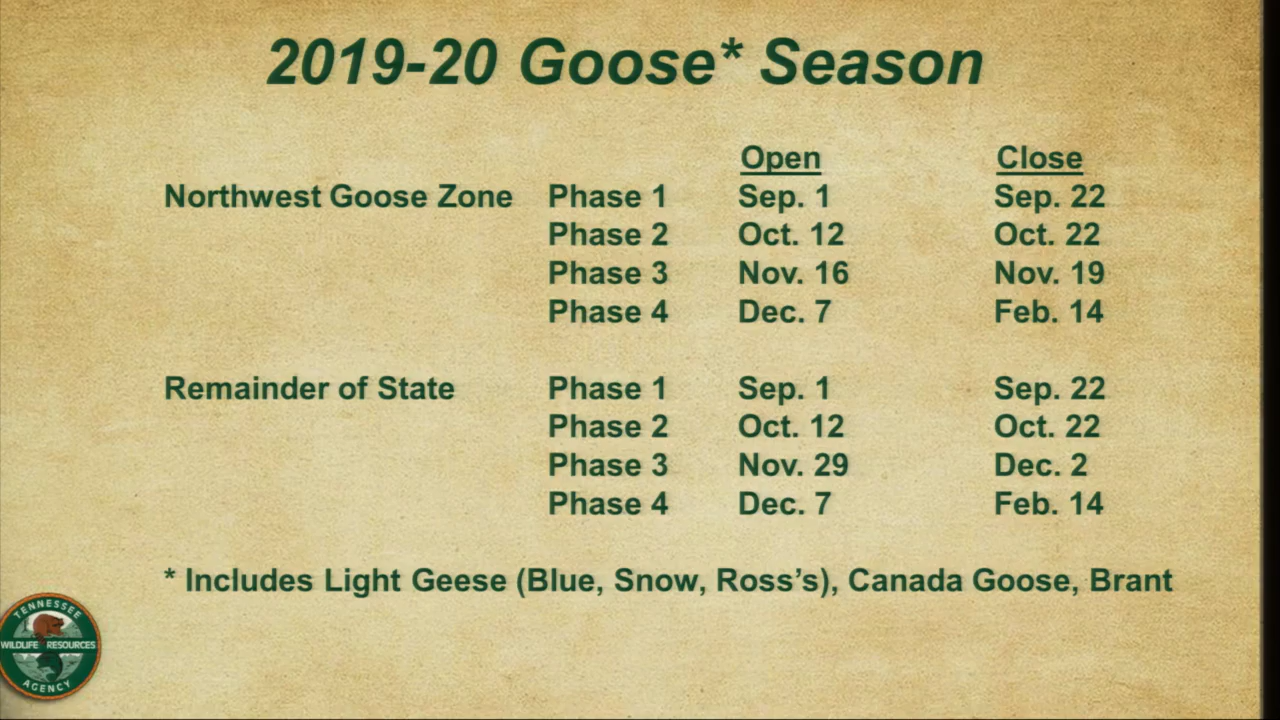 2019-20 Goose* Season
Open Close
Northwest Goose Zone Phase 1 Sep. 1 Sep. 22
Phase 2 Oct. 12 Oct. 22
Phase 3 Nov. 16 Nov. 19
Phase 4 Dec. 7 Feb. 14
Remainder of State Phase 1 Sep. 1 Sep. 22
Phase 2 Oct. 12 Oct. 22
Phase 3 Nov. 29 Dec. 2
Phase 4 Dec. 7 Feb. 14
* Includes Light Geese (Blue, Snow, Ross’s), Canada Goose, Brant
TENNESSEE
WILDLIFE RESOURCES
AGENCY